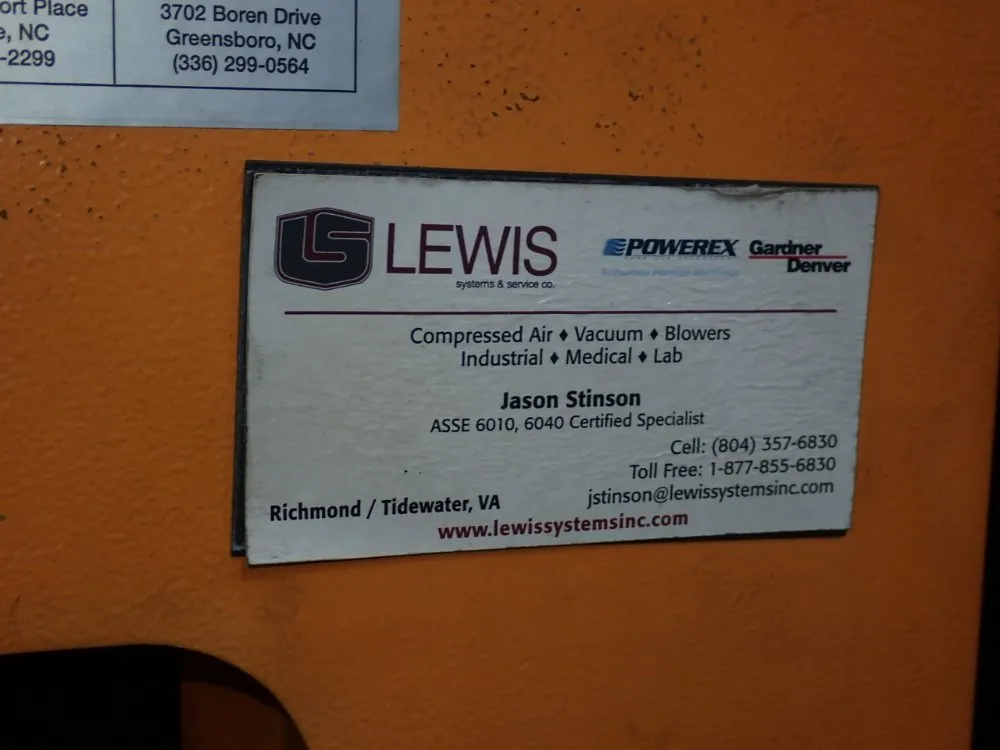 ort Place
, NC
-2299
3702 Boren Drive
Greensboro, NC
(336) 299-0564
LS LEWIS
systems & service co.
POWEREX
Gardner
Denver
Compressed Air ♦ Vacuum ♦ Blowers
Industrial ♦ Medical ♦ Lab
Jason Stinson
ASSE 6010, 6040 Certified Specialist
Cell: (804) 357-6830
Toll Free: 1-877-855-6830
jstinson@lewissystemsinc.com
Richmond / Tidewater, VA
www.lewissystemsinc.com